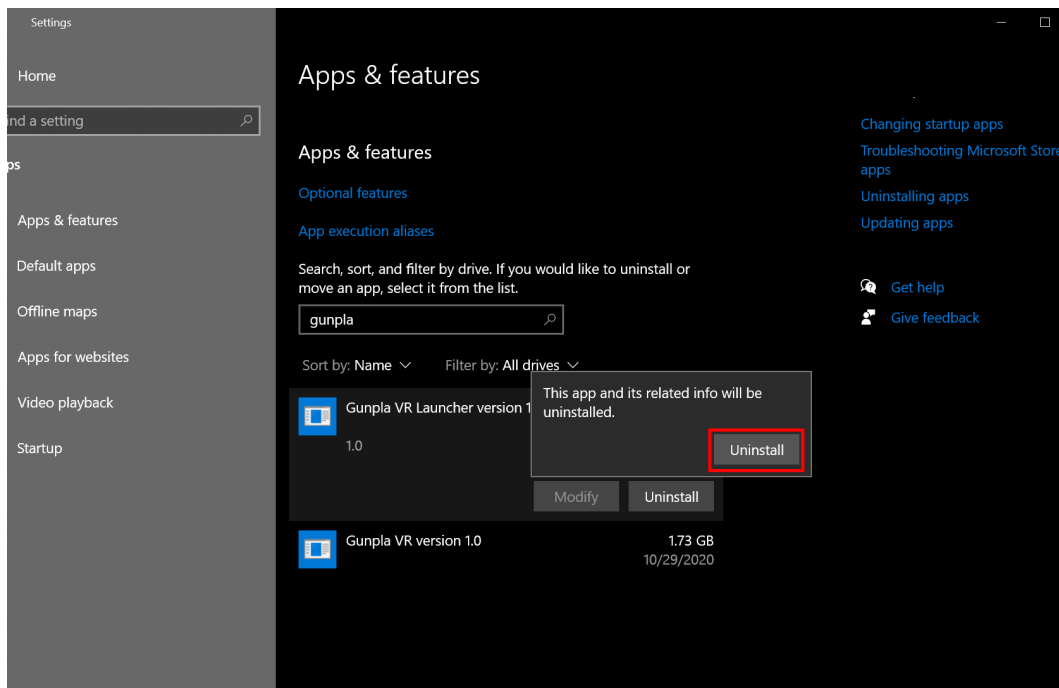 Settings
Home
ind a setting
ps
Apps & features
Default apps
Offline maps
Apps for websites
Video playback
Startup
Apps & features
Apps & features
Optional features
App execution aliases
Search, sort, and filter by drive. If you would like to uninstall or
move an app, select it from the list.
gunpla
Sort by: Name
Filter by: All drives
Gunpla VR Launcher version 1
1.0
This app and its related info will be
uninstalled.
Uninstall
Modify
Uninstall
Gunpla VR version 1.0
1.73 GB
10/29/2020
Changing startup apps
Troubleshooting Microsoft Store
apps
Uninstalling apps
Updating apps
Get help
Give feedback